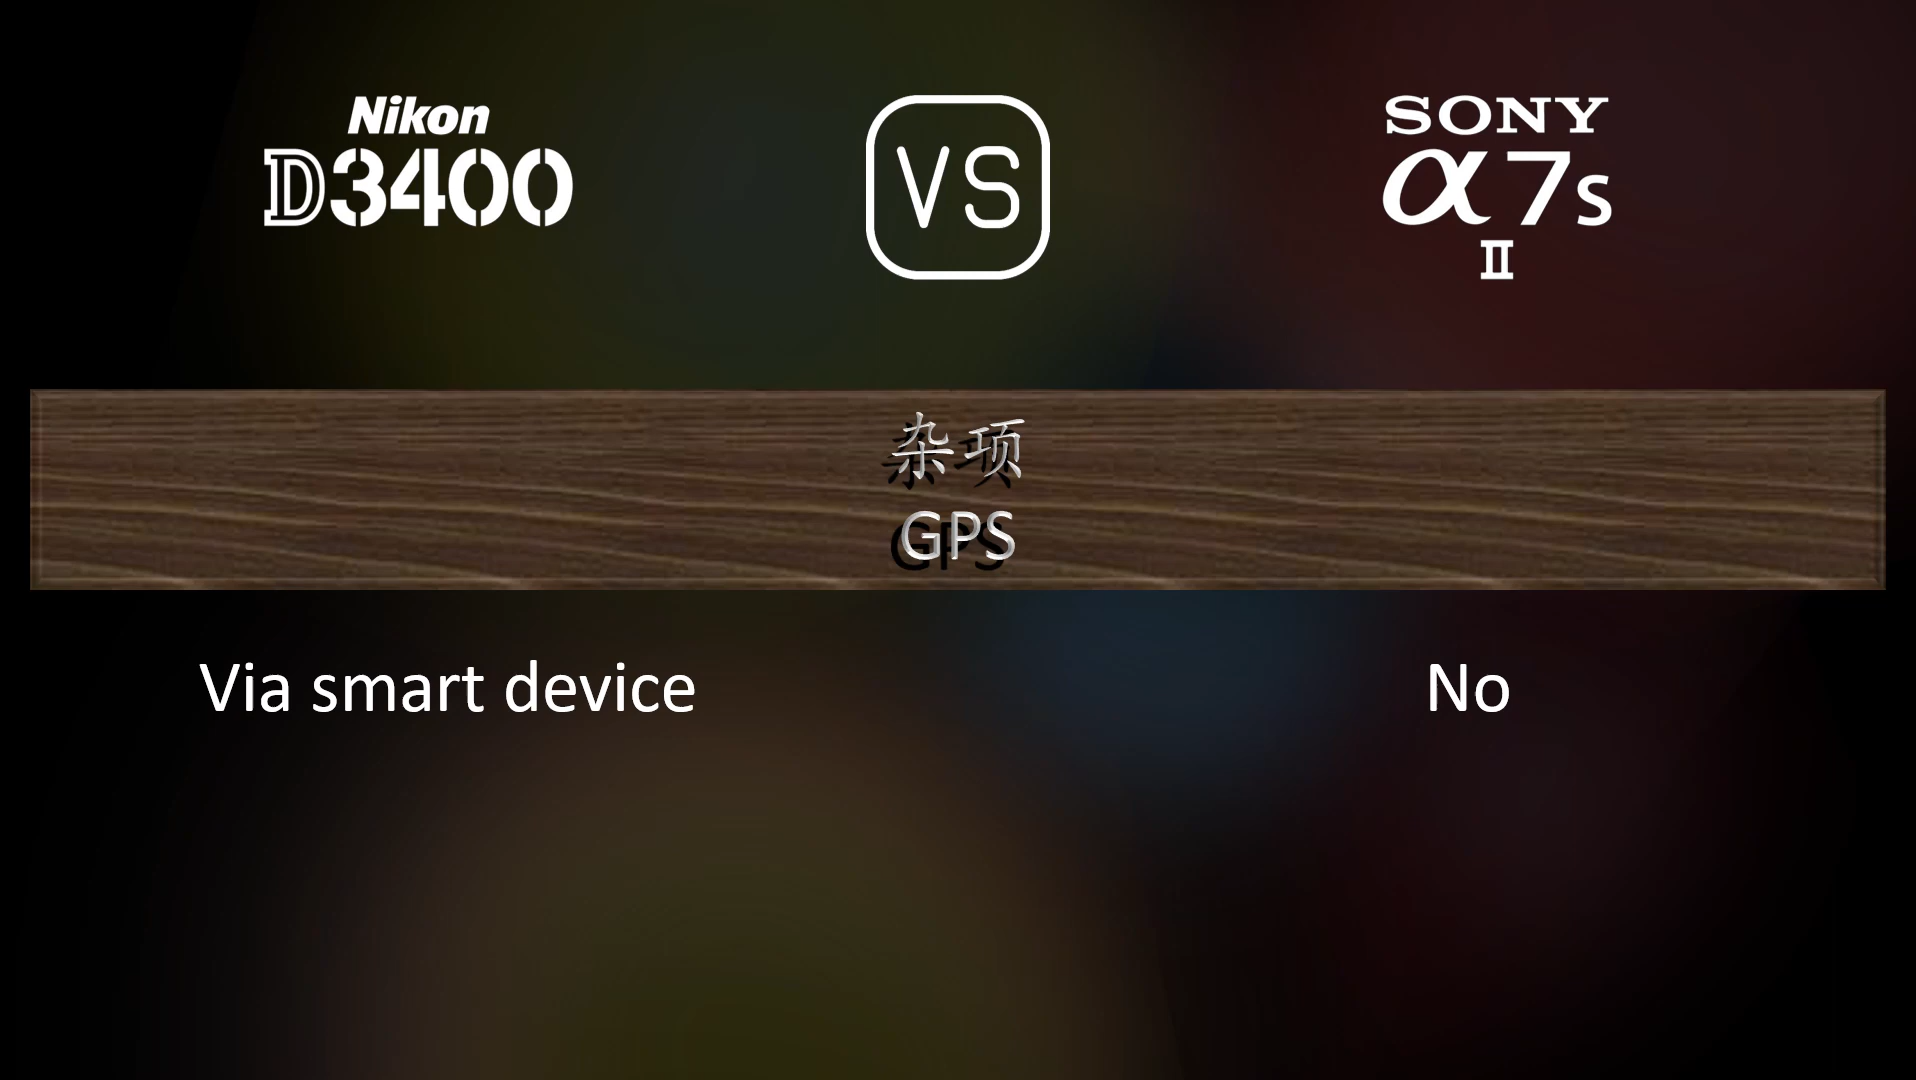 Nikon
D3400
VS
SONY
α7s
II
杂项
GPS
Via smart device
No